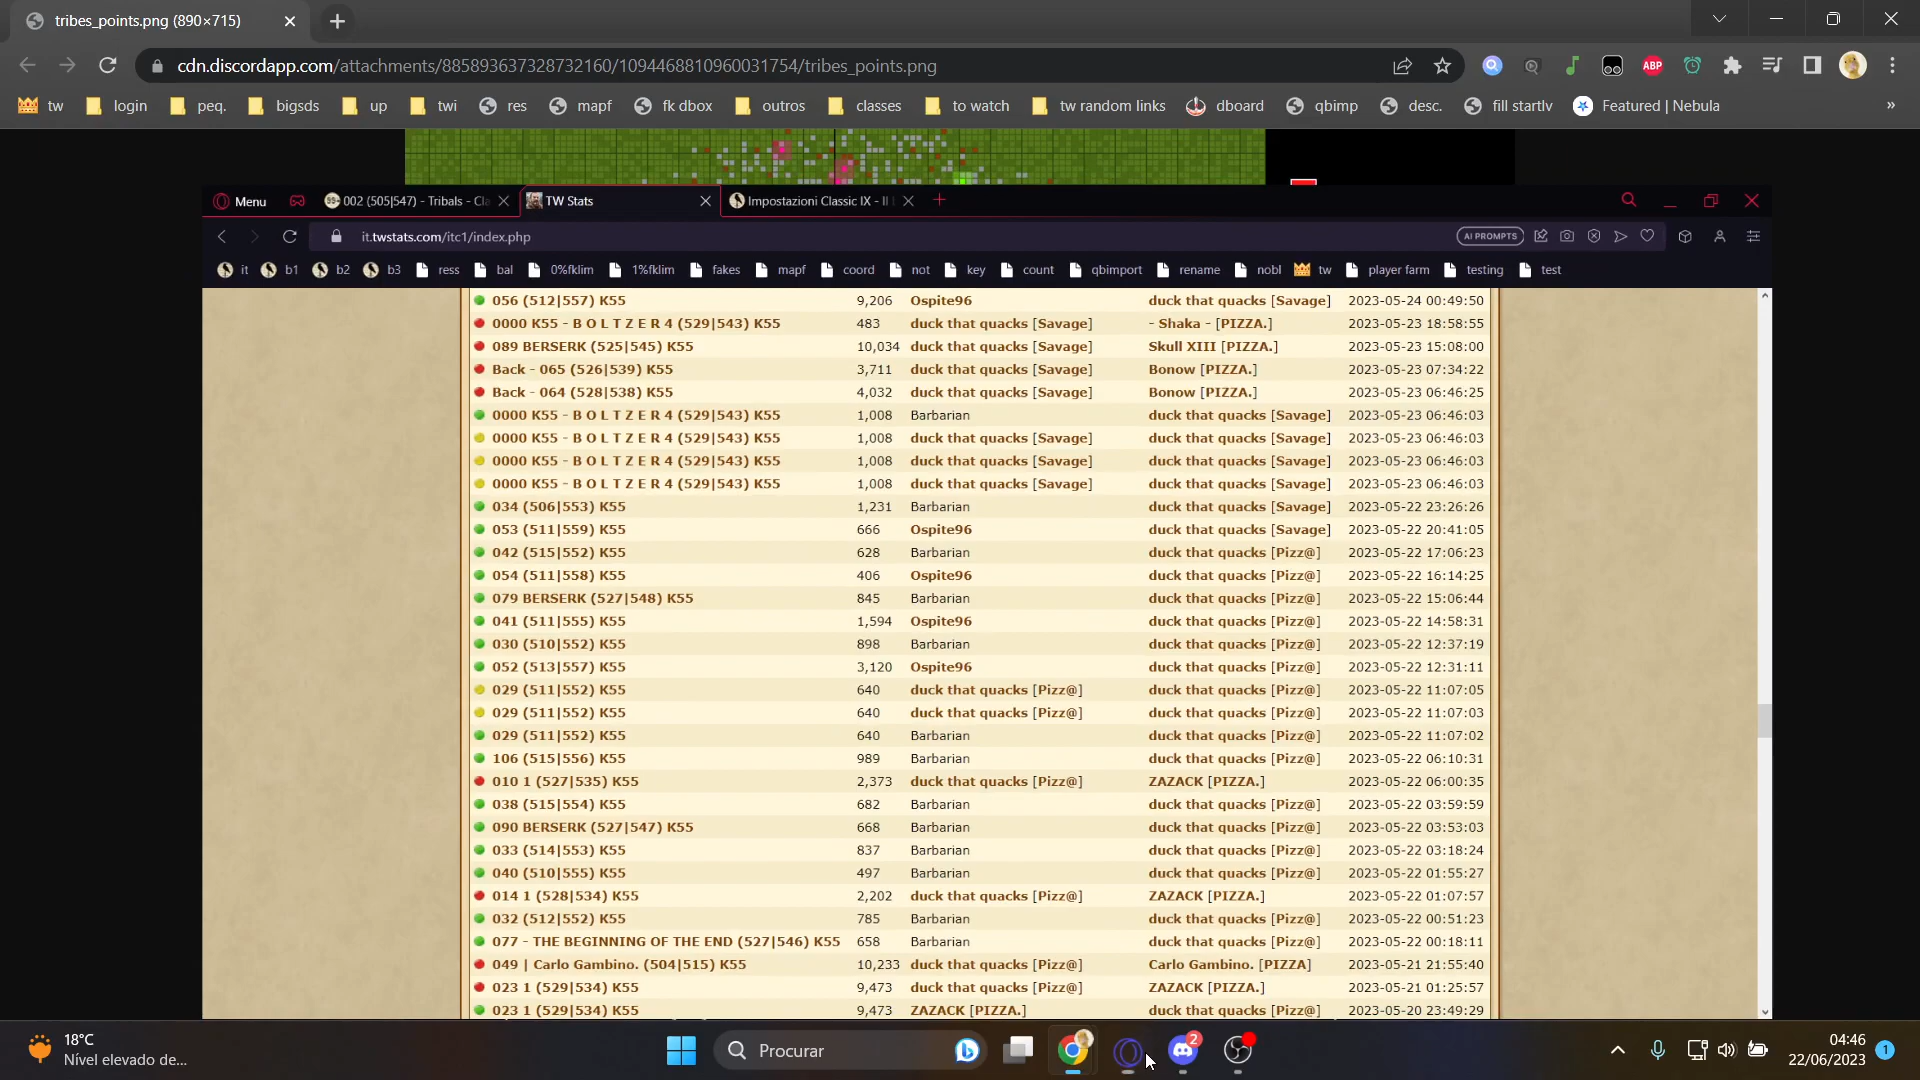 tribes_points.png (890×715)
cdn.discordapp.com/attachments/885893637328732160/1094468810960031754/tribes_points.png
ABP
tw login peq. bigsds up twi res mapf fk dbox outros classes to watch tw random links dboard qbimp desc. fill startlv Featured | Nebula »
Menu 002 (505|547) - Tribals - Cla TW Stats Impostazioni Classic IX - Il
it.twstats.com/itc1/index.php AI PROMPTS
it b1 b2 b3 ress bal 0%fklim 1%fklim fakes mapf coord not key count qbimport rename nobl tw player farm testing test
056 (512|557) K55 9,206 Ospite96 duck that quacks [Savage] 2023-05-24 00:49:50
0000 K55 - B O L T Z E R 4 (529|543) K55 483 duck that quacks [Savage] - Shaka - [PIZZA.] 2023-05-23 18:58:55
089 BERSERK (525|545) K55 10,034 duck that quacks [Savage] Skull XIII [PIZZA.] 2023-05-23 15:08:00
Back - 065 (526|539) K55 3,711 duck that quacks [Savage] Bonow [PIZZA.] 2023-05-23 07:34:22
Back - 064 (528|538) K55 4,032 duck that quacks [Savage] Bonow [PIZZA.] 2023-05-23 06:46:25
0000 K55 - B O L T Z E R 4 (529|543) K55 1,008 Barbarian duck that quacks [Savage] 2023-05-23 06:46:03
0000 K55 - B O L T Z E R 4 (529|543) K55 1,008 duck that quacks [Savage] duck that quacks [Savage] 2023-05-23 06:46:03
0000 K55 - B O L T Z E R 4 (529|543) K55 1,008 duck that quacks [Savage] duck that quacks [Savage] 2023-05-23 06:46:03
0000 K55 - B O L T Z E R 4 (529|543) K55 1,008 duck that quacks [Savage] duck that quacks [Savage] 2023-05-23 06:46:03
034 (506|553) K55 1,231 Barbarian duck that quacks [Savage] 2023-05-22 23:26:26
053 (511|559) K55 666 Ospite96 duck that quacks [Savage] 2023-05-22 20:41:05
042 (515|552) K55 628 Barbarian duck that quacks [Pizz@] 2023-05-22 17:06:23
054 (511|558) K55 406 Ospite96 duck that quacks [Pizz@] 2023-05-22 16:14:25
079 BERSERK (527|548) K55 845 Barbarian duck that quacks [Pizz@] 2023-05-22 15:06:44
041 (511|555) K55 1,594 Ospite96 duck that quacks [Pizz@] 2023-05-22 14:58:31
030 (510|552) K55 898 Barbarian duck that quacks [Pizz@] 2023-05-22 12:37:19
052 (513|557) K55 3,120 Ospite96 duck that quacks [Pizz@] 2023-05-22 12:31:11
029 (511|552) K55 640 duck that quacks [Pizz@] duck that quacks [Pizz@] 2023-05-22 11:07:05
029 (511|552) K55 640 duck that quacks [Pizz@] duck that quacks [Pizz@] 2023-05-22 11:07:03
029 (511|552) K55 640 Barbarian duck that quacks [Pizz@] 2023-05-22 11:07:02
106 (515|556) K55 989 Barbarian duck that quacks [Pizz@] 2023-05-22 06:10:31
010 1 (527|535) K55 2,373 duck that quacks [Pizz@] ZAZACK [PIZZA.] 2023-05-22 06:00:35
038 (515|554) K55 682 Barbarian duck that quacks [Pizz@] 2023-05-22 03:59:59
090 BERSERK (527|547) K55 668 Barbarian duck that quacks [Pizz@] 2023-05-22 03:53:03
033 (514|553) K55 837 Barbarian duck that quacks [Pizz@] 2023-05-22 03:18:24
040 (510|555) K55 497 Barbarian duck that quacks [Pizz@] 2023-05-22 01:55:27
014 1 (528|534) K55 2,202 duck that quacks [Pizz@] ZAZACK [PIZZA.] 2023-05-22 01:07:57
032 (512|552) K55 785 Barbarian duck that quacks [Pizz@] 2023-05-22 00:51:23
077 - THE BEGINNING OF THE END (527|546) K55 658 Barbarian duck that quacks [Pizz@] 2023-05-22 00:18:11
049 | Carlo Gambino. (504|515) K55 10,233 duck that quacks [Pizz@] Carlo Gambino. [PIZZA] 2023-05-21 21:55:40
023 1 (529|534) K55 9,473 duck that quacks [Pizz@] ZAZACK [PIZZA.] 2023-05-21 01:25:57
023 1 (529|534) K55 9,473 ZAZACK [PIZZA.] duck that quacks [Pizz@] 2023-05-20 23:49:29
18°C
Nível elevado de...
Procurar
2
04:46
22/06/2023
1